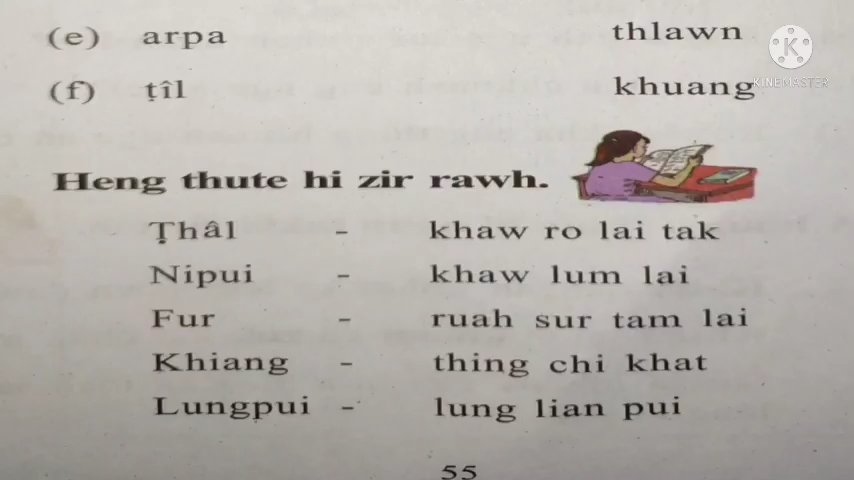 (e) arpa thlawn
(f) ṭîl khuang
KINEMASTER
Heng thute hi zir rawh.
Ṭhâl - khaw ro lai tak
Nipui - khaw lum lai
Fur - ruah sur tam lai
Khiang - thing chi khat
Lungpui - lung lian pui
55